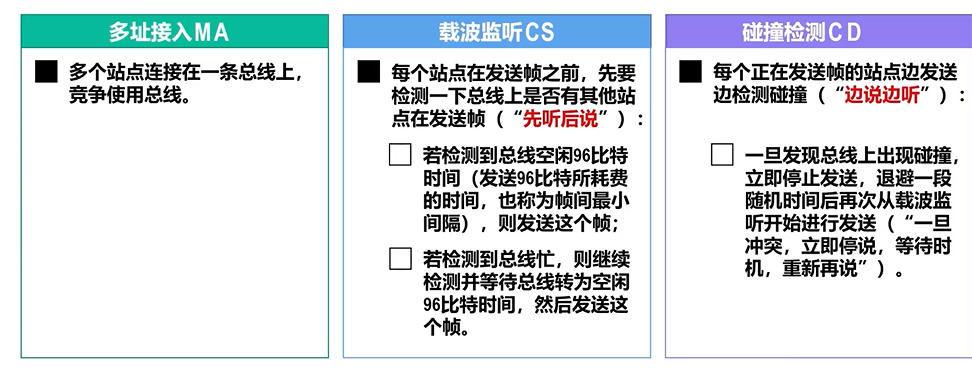 多址接入MA
多个站点连接在一条总线上，
竞争使用总线。
载波监听CS
每个站点在发送帧之前，先要
检测一下总线上是否有其他站
点在发送帧（“先听后说”）：
若检测到总线空闲96比特
时间（发送96比特所耗费
的时间，也称为帧间最小
间隔），则发送这个帧；
若检测到总线忙，则继续
检测并等待总线转为空闲
96比特时间，然后发送这
个帧。
碰撞检测CD
每个正在发送帧的站点边发送
边检测碰撞（“边说边听”）：
一旦发现总线上出现碰撞，
立即停止发送，退避一段
随机时间后再次从载波监
听开始进行发送（“一旦
冲突，立即停说，等待时
机，重新再说”）。